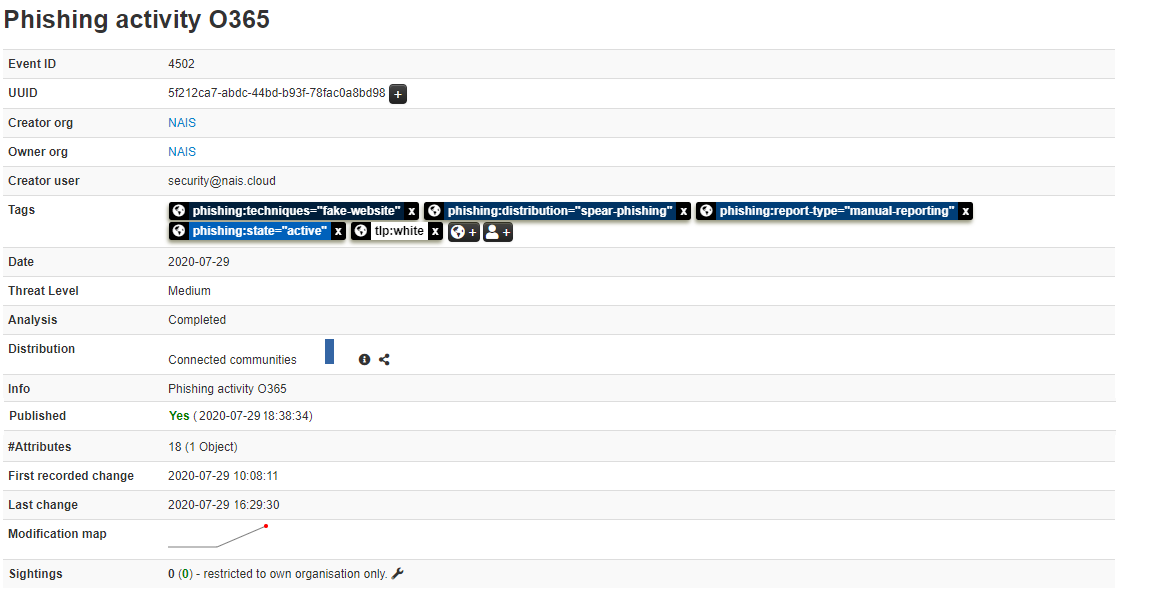 Phishing activity O365
Event ID 4502
UUID 5f212ca7-abdc-44bd-b93f-78fac0a8bd98 +
Creator org NAIS
Owner org NAIS
Creator user security@nais.cloud
Tags phishing:techniques="fake-website" x phishing:distribution="spear-phishing" x phishing:report-type="manual-reporting" x
phishing:state="active" x tlp:white x + +
Date 2020-07-29
Threat Level Medium
Analysis Completed
Distribution Connected communities
Info Phishing activity O365
Published Yes (2020-07-29 18:38:34)
#Attributes 18 (1 Object)
First recorded change 2020-07-29 10:08:11
Last change 2020-07-29 16:29:30
Modification map
Sightings 0 (0) - restricted to own organisation only.